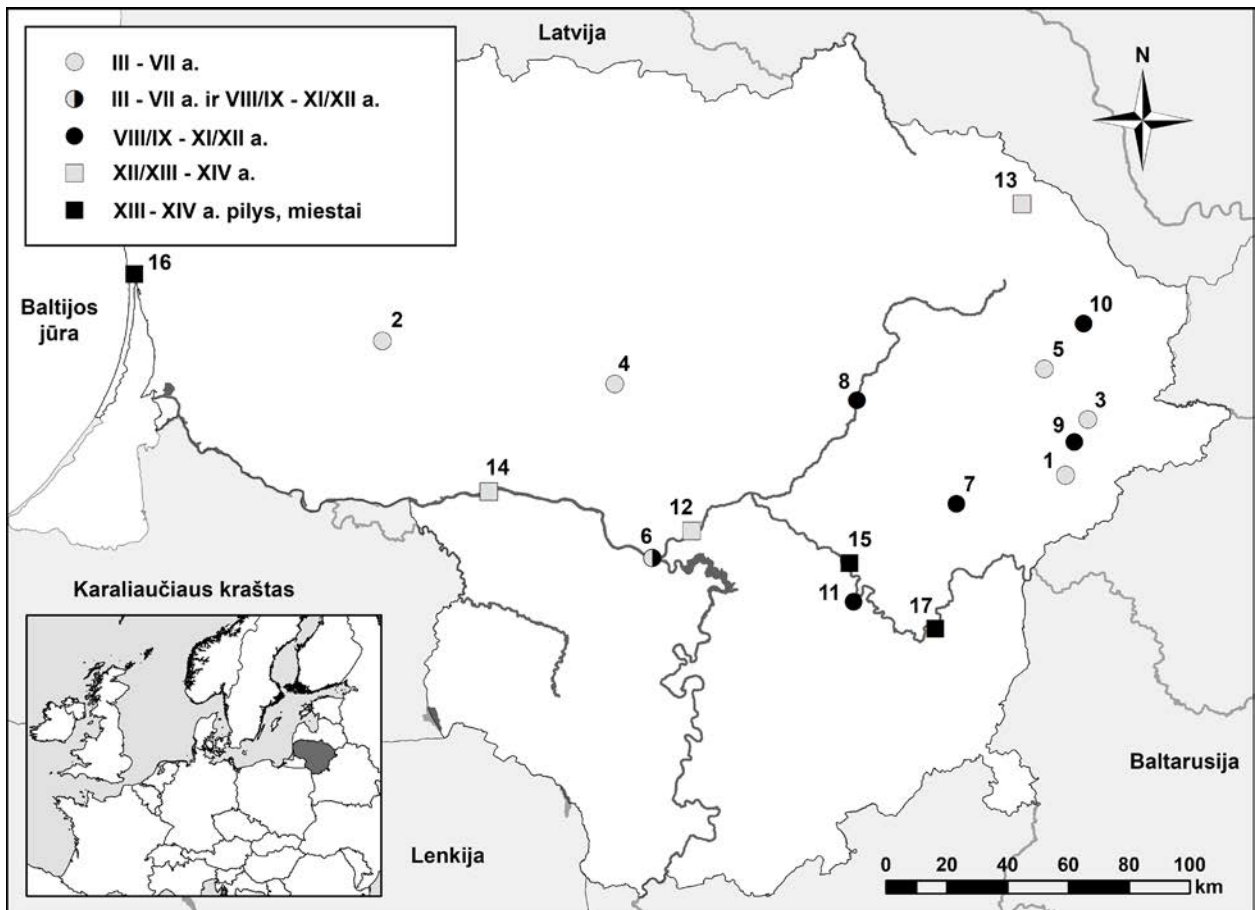 III - VII a.
III - VII a. ir VIII/IX - XI/XII a.
VIII/IX - XI/XII a.
XII/XIII - XIV a.
XIII - XIV a. pilys, miestai
Latvija
N
13
16
Baltijos
jūra
2
10
5
4
8
3
9
1
14
7
12
6
15
11
17
Karaliaučiaus kraštas
Baltarusija
Lenkija
0 20 40 60 80 100
km